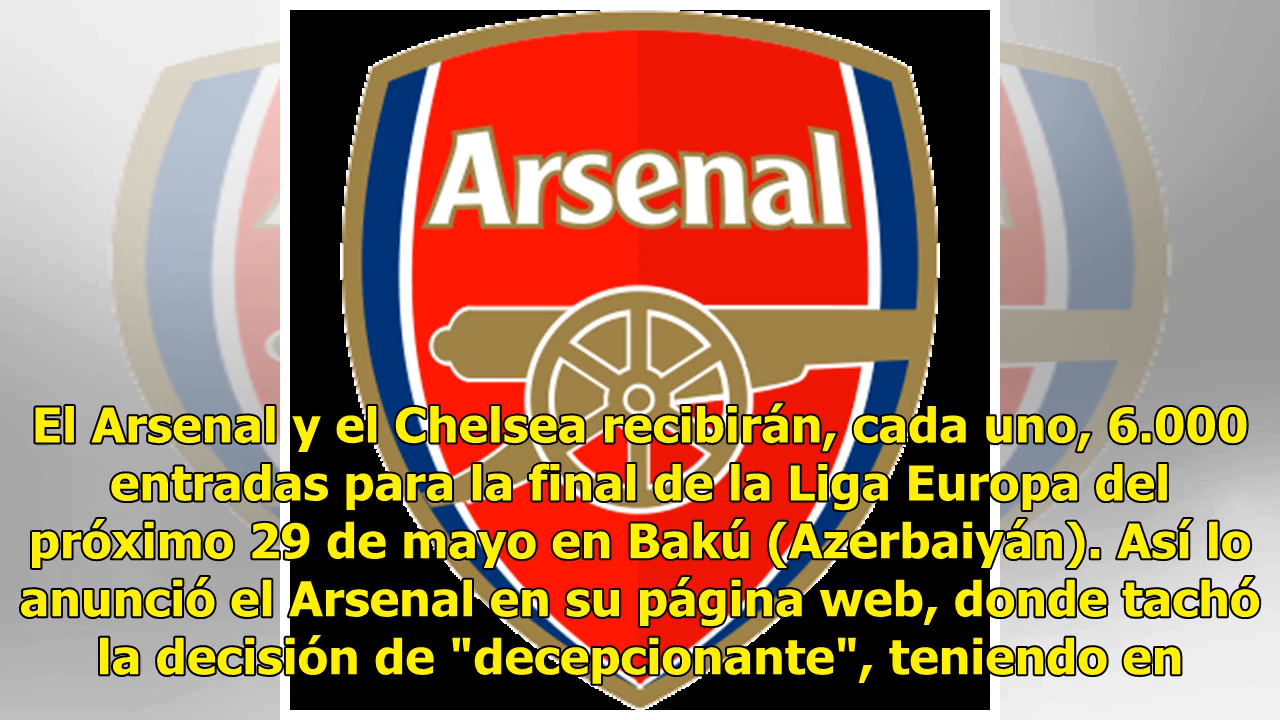 Arsenal
El Arsenal y el Chelsea recibirán, cada uno, 6.000
entradas para la final de la Liga Europa del
próximo 29 de mayo en Bakú (Azerbaiyán). Así lo
anunció el Arsenal en su página web, donde tachó
la decisión de "decepcionante", teniendo en